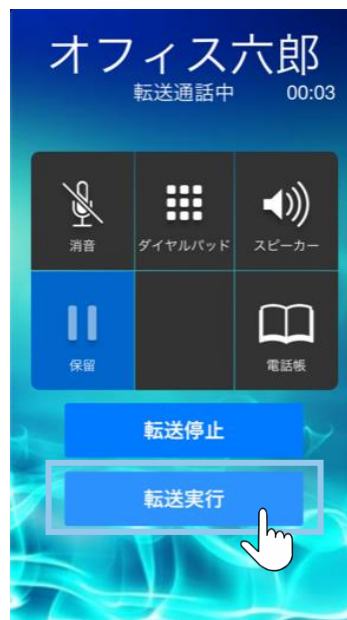 オフィス六郎
転送通話中 00:03
消音 ダイヤルパッド スピーカー
保留 電話帳
転送停止
転送実行